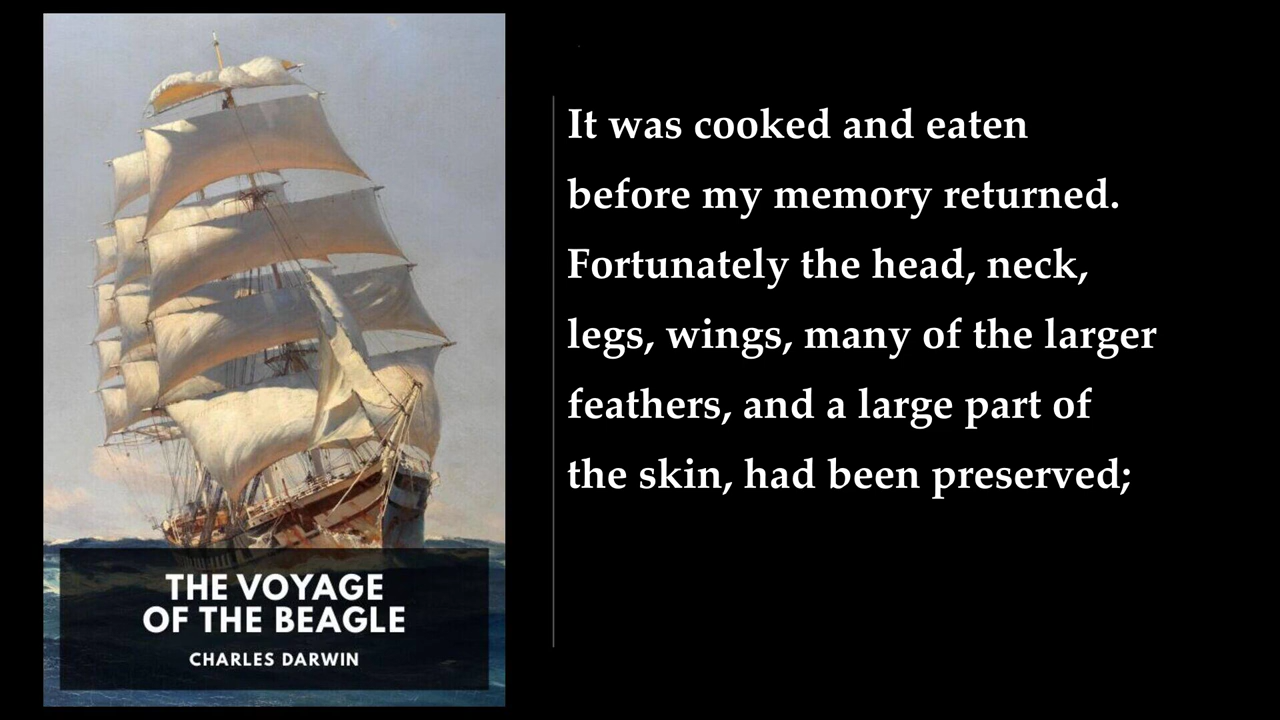 THE VOYAGE
OF THE BEAGLE
CHARLES DARWIN
It was cooked and eaten
before my memory returned.
Fortunately the head, neck,
legs, wings, many of the larger
feathers, and a large part of
the skin, had been preserved;